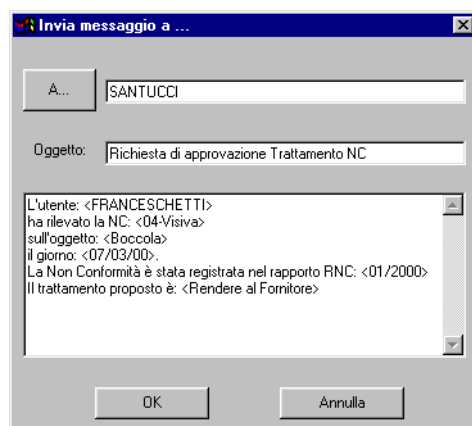 Invia messaggio a ...
A...
SANTUCCI
Oggetto:
Richiesta di approvazione Trattamento NC
L'utente: <FRANCESCHETTI>
ha rilevato la NC: <04-Visiva>
sull'oggetto: <Boccola>
il giorno: <07/03/00>.
La Non Conformità è stata registrata nel rapporto RNC: <01/2000>
Il trattamento proposto è: <Rendere al Fornitore>
OK
Annulla